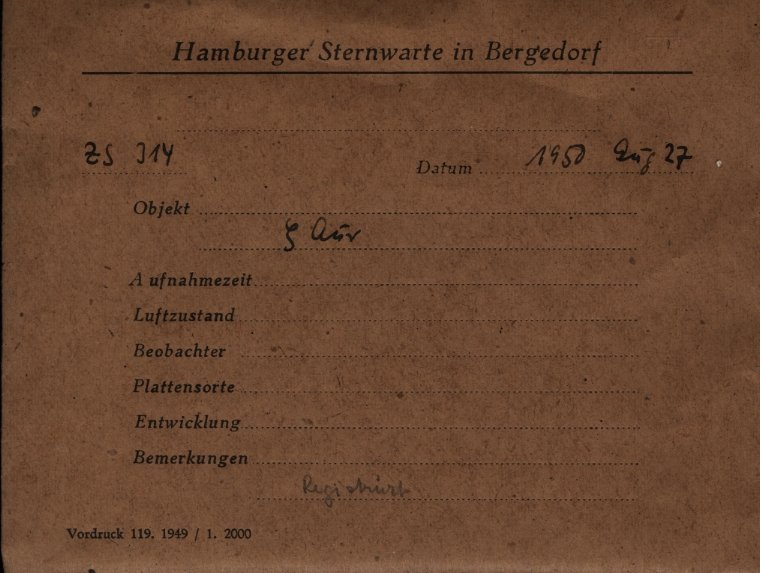 Hamburger Sternwarte in Bergedorf
ZS 314 Datum 1950 Aug 27
Objekt
ζ Aur
Aufnahmezeit
Luftzustand
Beobachter
Plattensorte
Entwicklung
Bemerkungen
Registriert
Vordruck 119. 1949 / 1. 2000